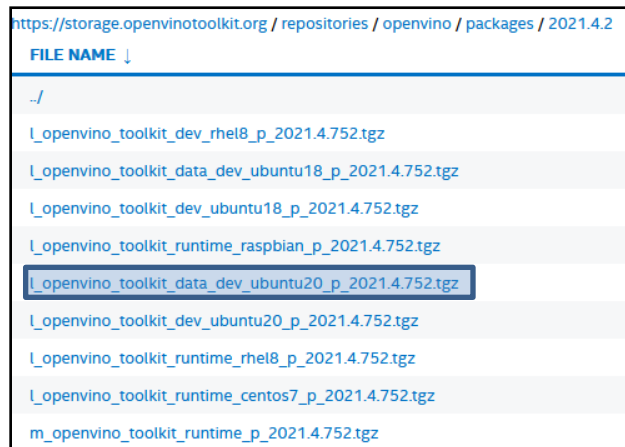 https://storage.openvinotoolkit.org / repositories / openvino / packages / 2021.4.2
FILE NAME ↓
../
l_openvino_toolkit_dev_rhel8_p_2021.4.752.tgz
l_openvino_toolkit_data_dev_ubuntu18_p_2021.4.752.tgz
l_openvino_toolkit_dev_ubuntu18_p_2021.4.752.tgz
l_openvino_toolkit_runtime_raspbian_p_2021.4.752.tgz
l_openvino_toolkit_data_dev_ubuntu20_p_2021.4.752.tgz
l_openvino_toolkit_dev_ubuntu20_p_2021.4.752.tgz
l_openvino_toolkit_runtime_rhel8_p_2021.4.752.tgz
l_openvino_toolkit_runtime_centos7_p_2021.4.752.tgz
m_openvino_toolkit_runtime_p_2021.4.752.tgz